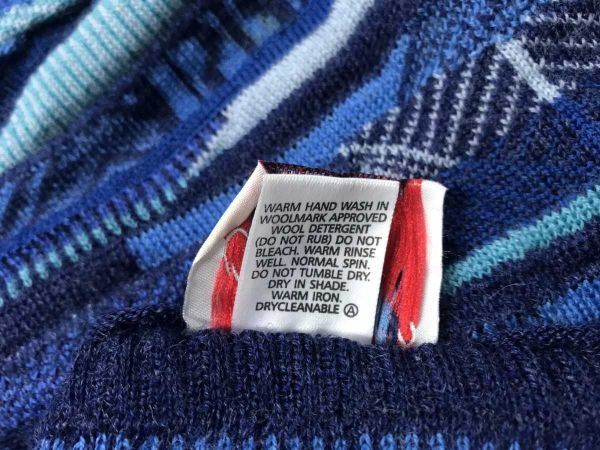 WARM HAND WASH IN
WOOLMARK APPROVED
WOOL DETERGENT
(DO NOT RUB) DO NOT
BLEACH. WARM RINSE
WELL. NORMAL SPIN.
DO NOT TUMBLE DRY.
DRY IN SHADE.
WARM IRON.
DRYCLEANABLE Ⓐ